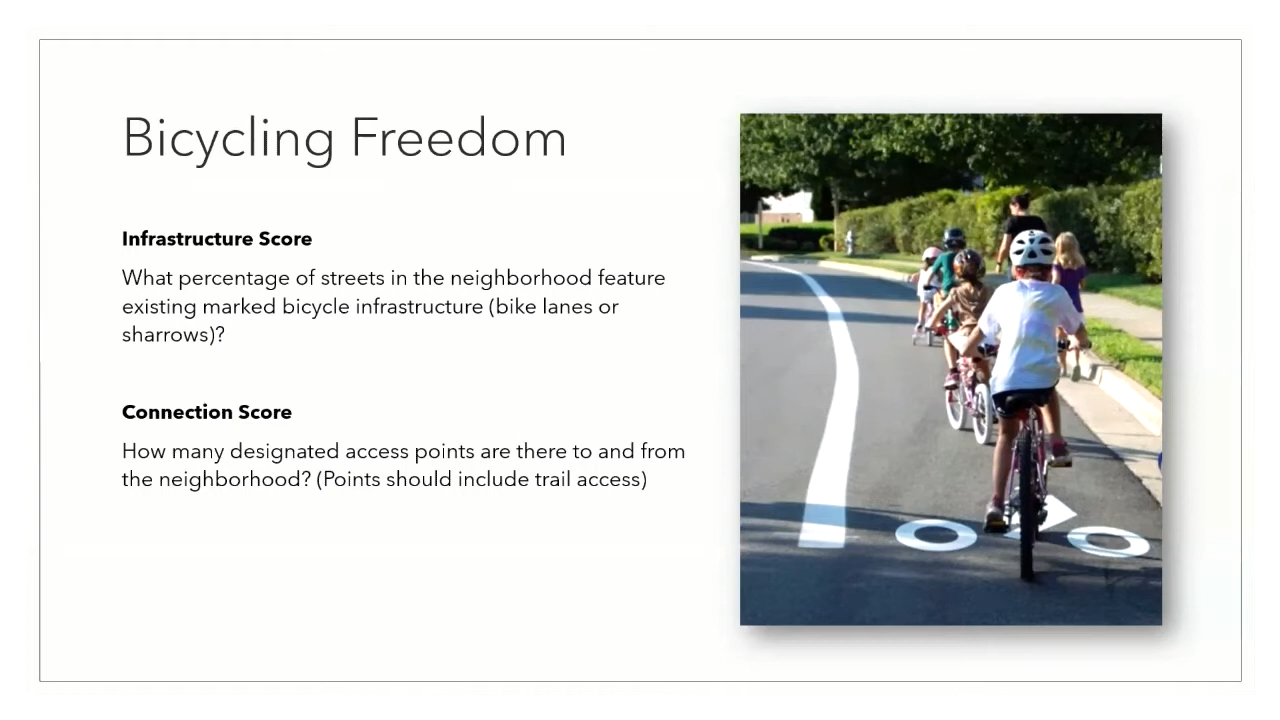 Bicycling Freedom
Infrastructure Score
What percentage of streets in the neighborhood feature
existing marked bicycle infrastructure (bike lanes or
sharrows)?
Connection Score
How many designated access points are there to and from
the neighborhood? (Points should include trail access)